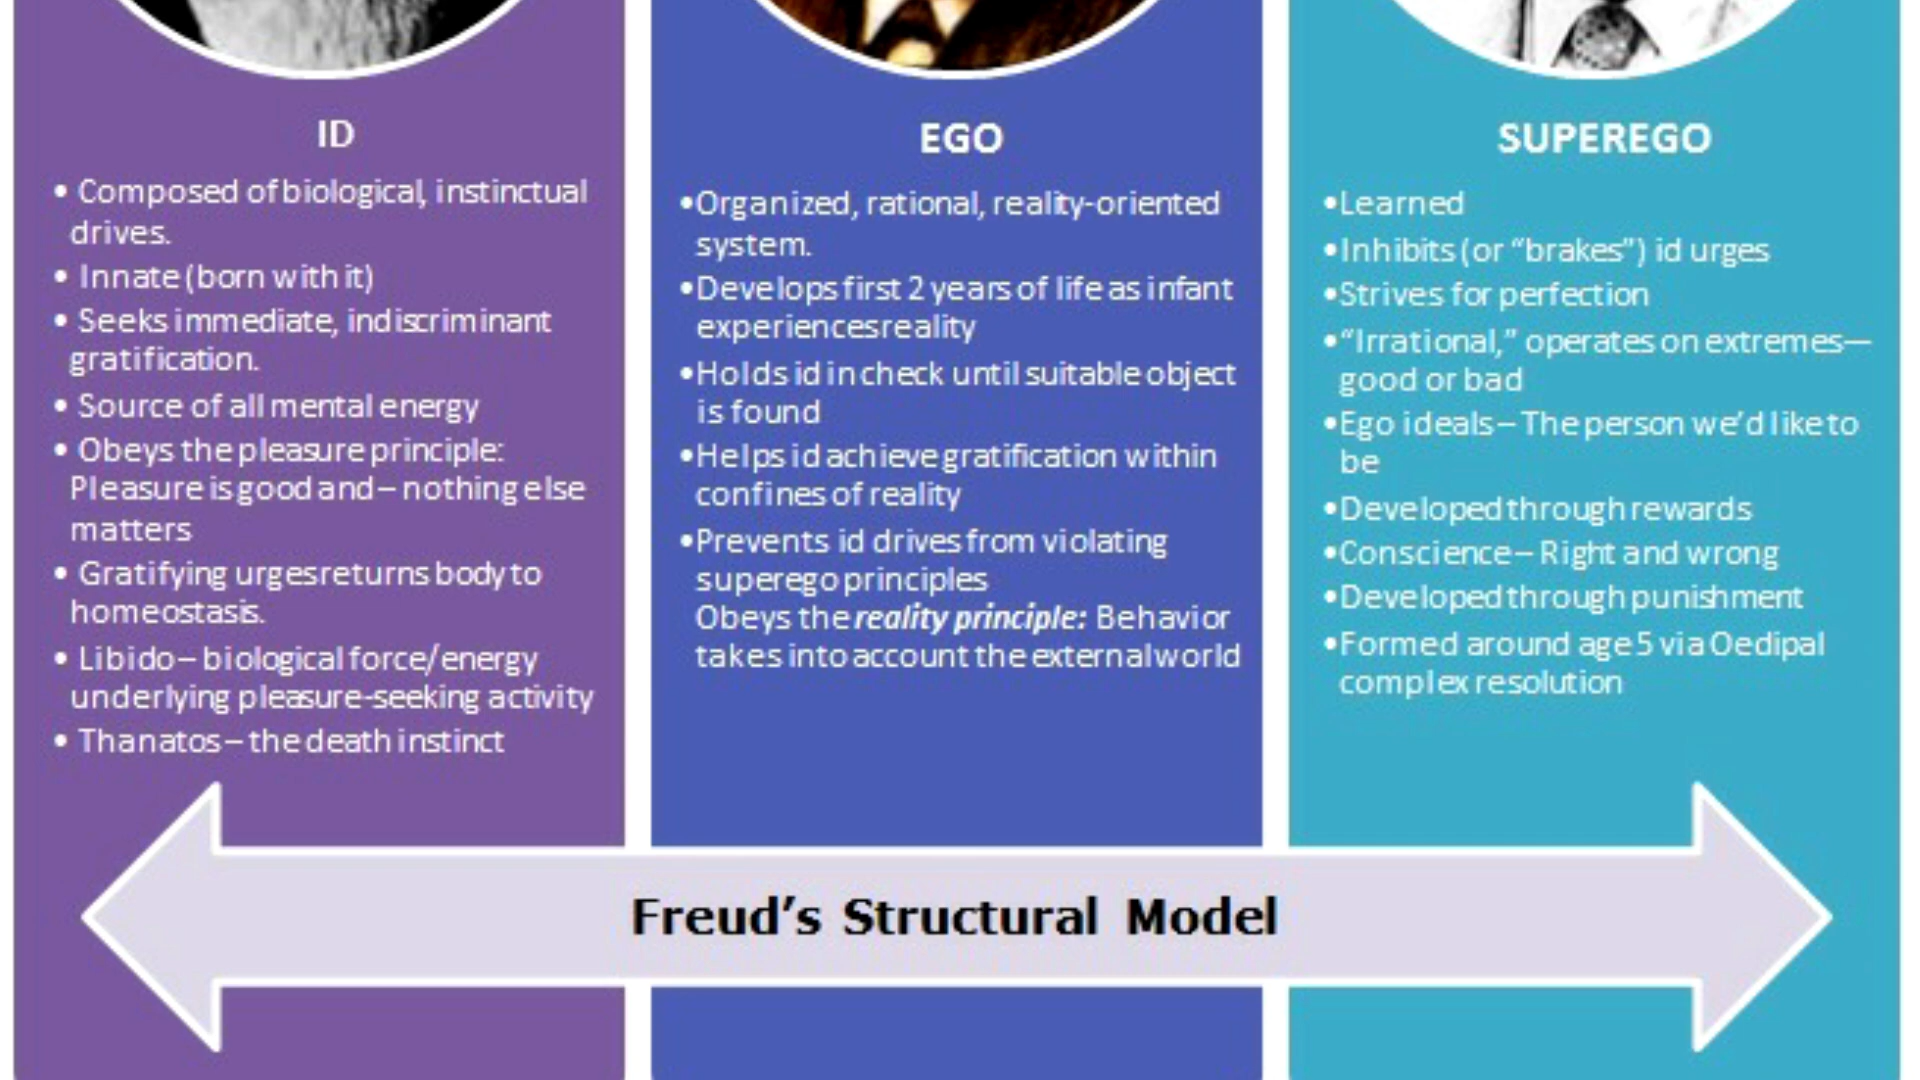 ID
• Composed of biological, instinctual
drives.
• Innate (born with it)
• Seeks immediate, indiscriminant
gratification.
• Source of all mental energy
• Obeys the pleasure principle:
Pleasure is good and – nothing else
matters
• Gratifying urges returns body to
homeostasis.
• Libido – biological force/energy
underlying pleasure-seeking activity
• Thanatos – the death instinct
EGO
•Organized, rational, reality-oriented
system.
•Develops first 2 years of life as infant
experiences reality
•Holds id in check until suitable object
is found
•Helps id achieve gratification within
confines of reality
•Prevents id drives from violating
superego principles
Obeys the reality principle: Behavior
takes into account the external world
SUPEREGO
•Learned
•Inhibits (or “brakes”) id urges
•Strives for perfection
•“Irrational,” operates on extremes—
good or bad
•Ego ideals – The person we’d like to
be
•Developed through rewards
•Conscience – Right and wrong
•Developed through punishment
•Formed around age 5 via Oedipal
complex resolution
Freud’s Structural Model